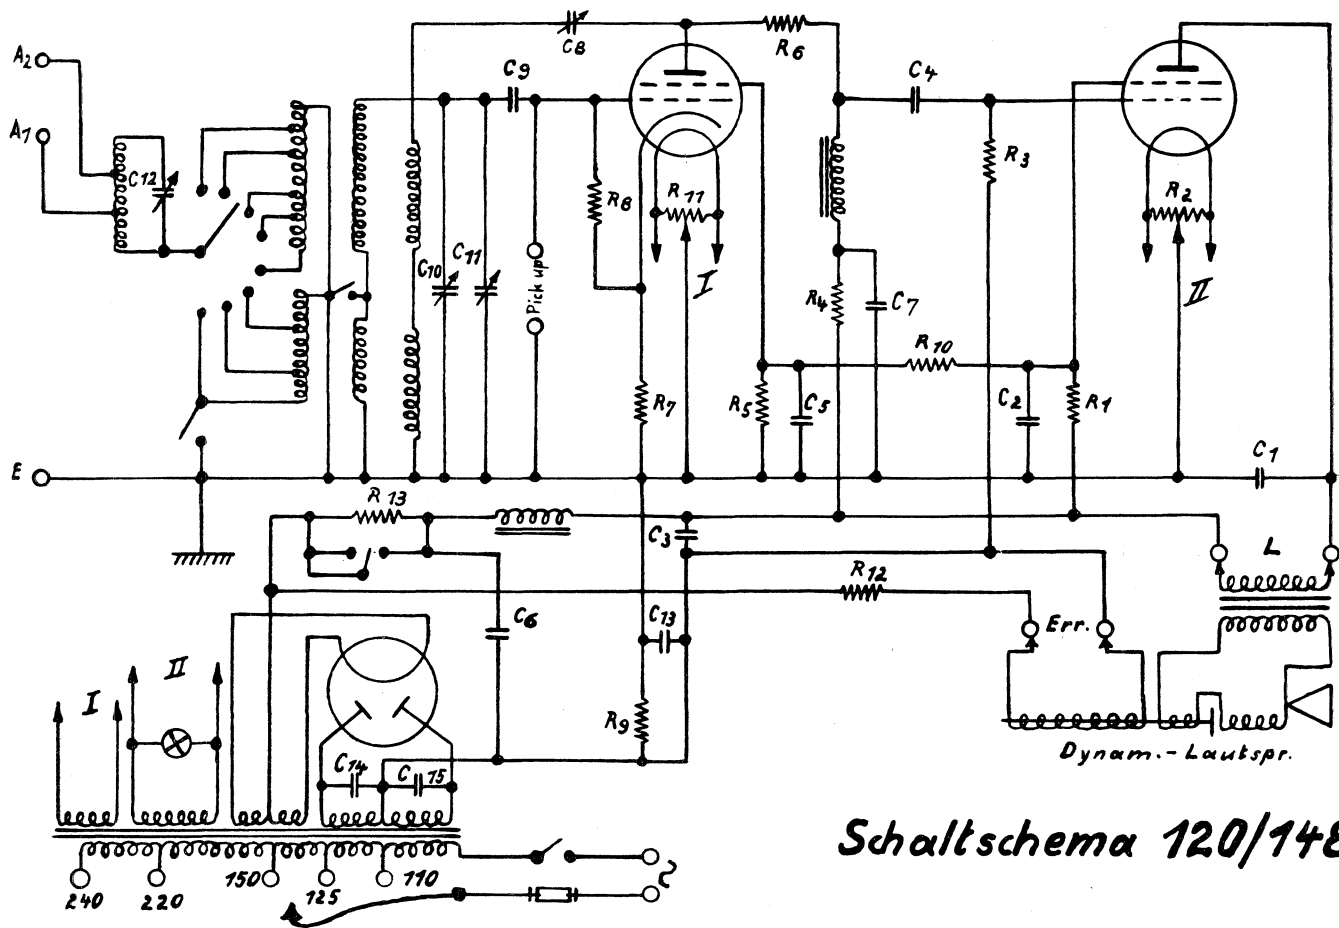 C8
R6
A2
C9
C4
A1
C12
R3
R8
R11
R2
C10
C11
Pick up
I
II
R4
C7
R10
R7
R5
C5
C2
R1
E
C1
R13
C3
L
R12
C6
C13
Err.
I
II
R9
Dynam.-Lautspr.
C14
C15
Schaltschema 120/148
240
220
150
125
110